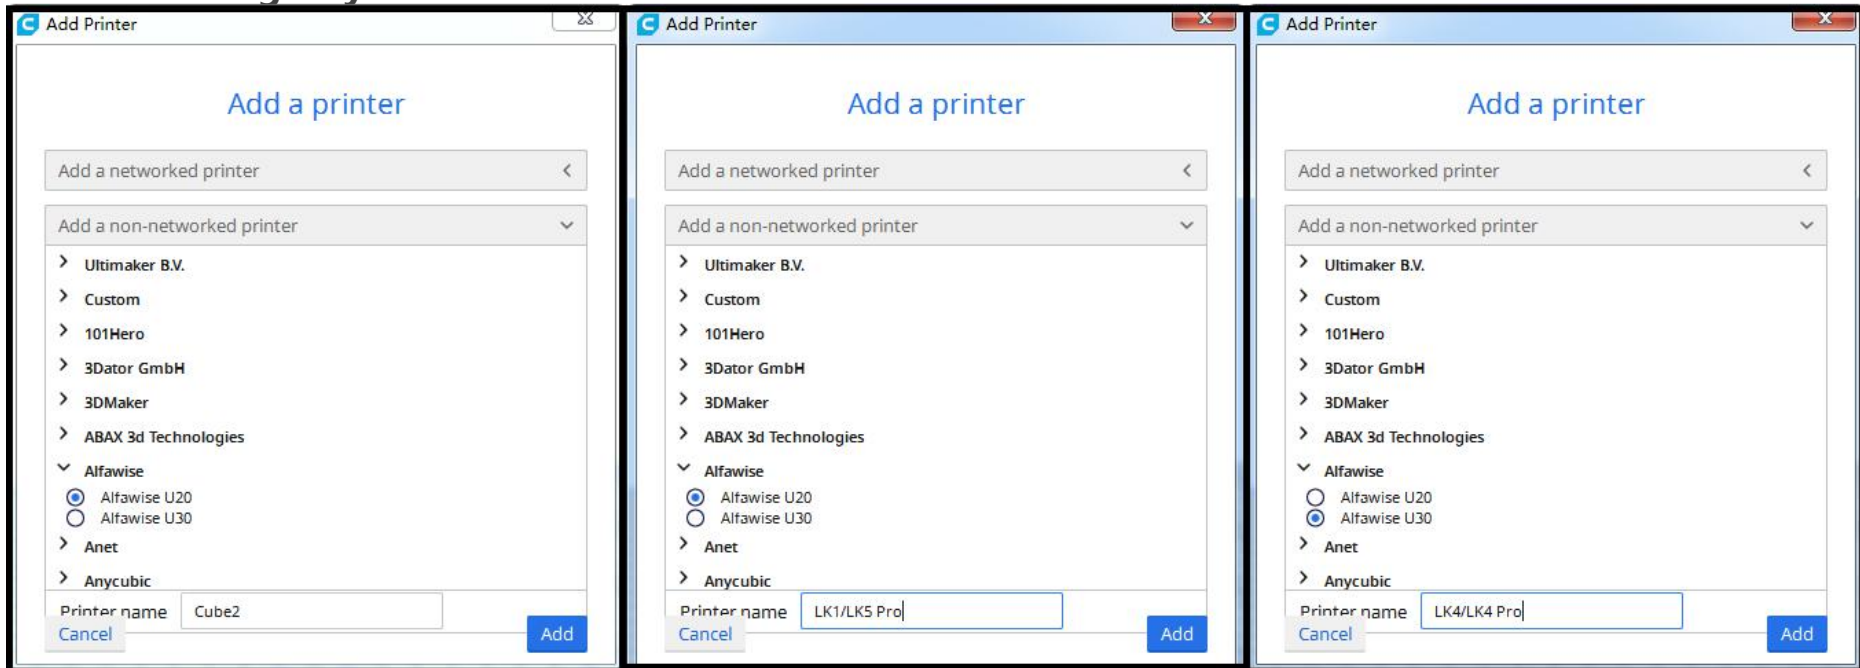 Add Printer
Add a printer
Add a networked printer
Add a non-networked printer
Ultimaker B.V.
Custom
101Hero
3Dator GmbH
3DMaker
ABAX 3d Technologies
Alfawise
Alfawise U20
Alfawise U30
Anet
Anycubic
Printer name Cube2
Cancel Add
Add Printer
Add a printer
Add a networked printer
Add a non-networked printer
Ultimaker B.V.
Custom
101Hero
3Dator GmbH
3DMaker
ABAX 3d Technologies
Alfawise
Alfawise U20
Alfawise U30
Anet
Anycubic
Printer name LK1/LK5 Pro
Cancel Add
Add Printer
Add a printer
Add a networked printer
Add a non-networked printer
Ultimaker B.V.
Custom
101Hero
3Dator GmbH
3DMaker
ABAX 3d Technologies
Alfawise
Alfawise U20
Alfawise U30
Anet
Anycubic
Printer name LK4/LK4 Pro
Cancel Add